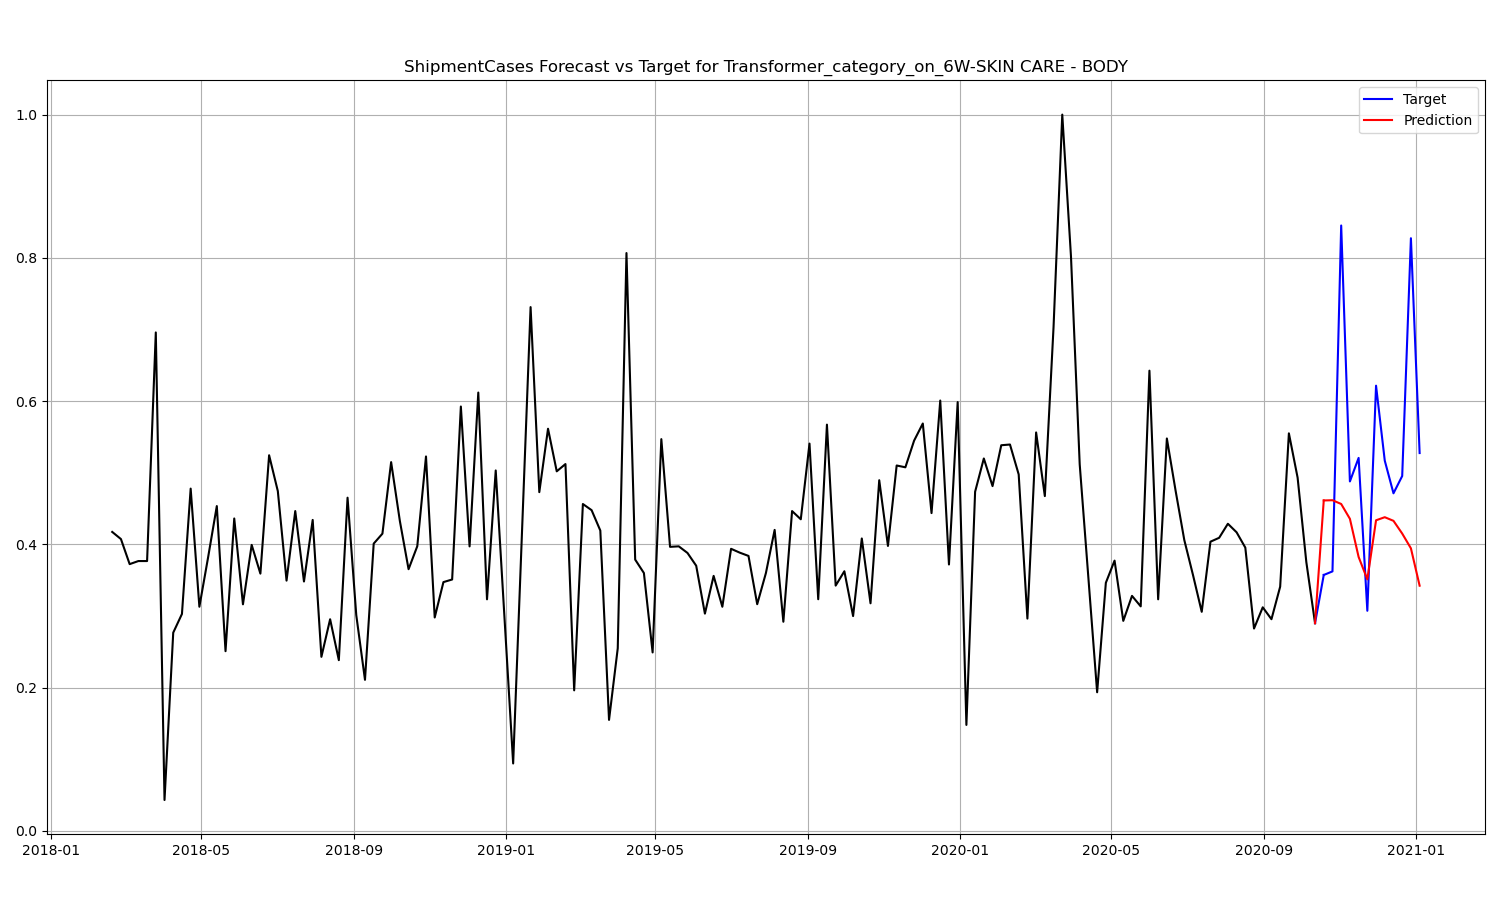 ShipmentCases Forecast vs Target for Transformer_category_on_6W-SKIN CARE - BODY
Target
Prediction
1.0
0.8
0.6
0.4
0.2
0.0
2018-01 2018-05 2018-09 2019-01 2019-05 2019-09 2020-01 2020-05 2020-09 2021-01